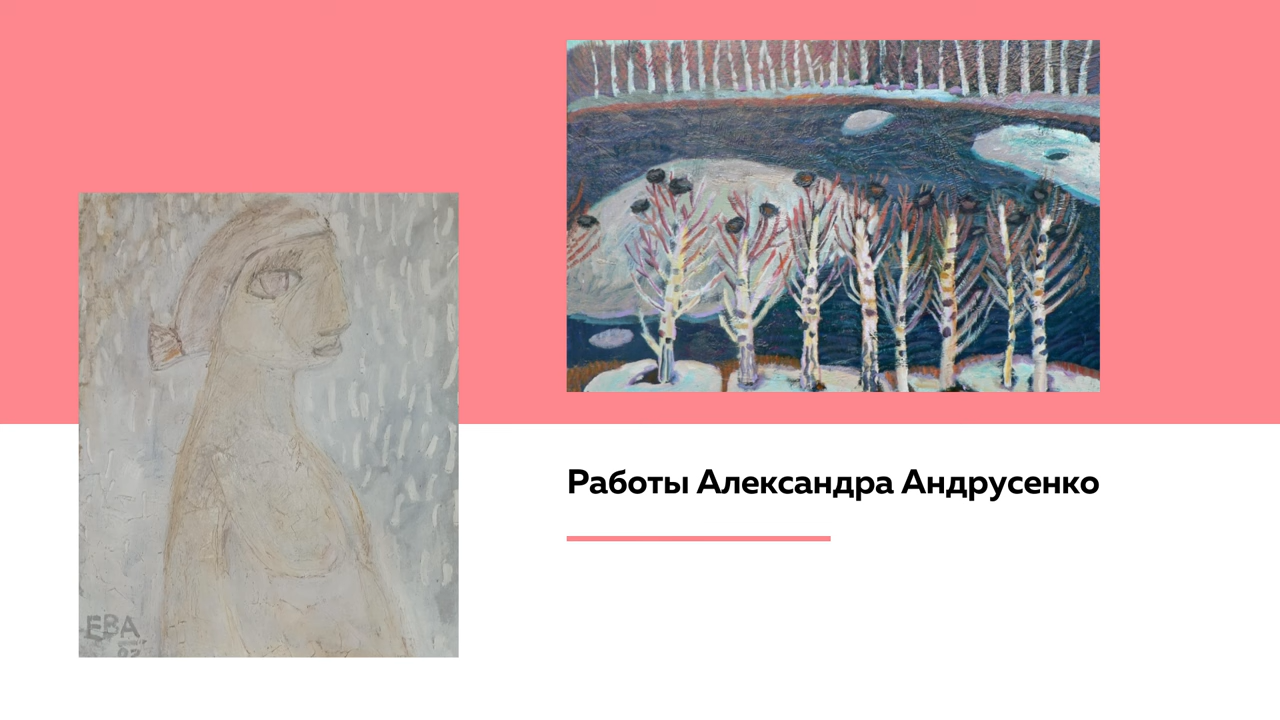 Работы Александра Андрусенко
ЕВА